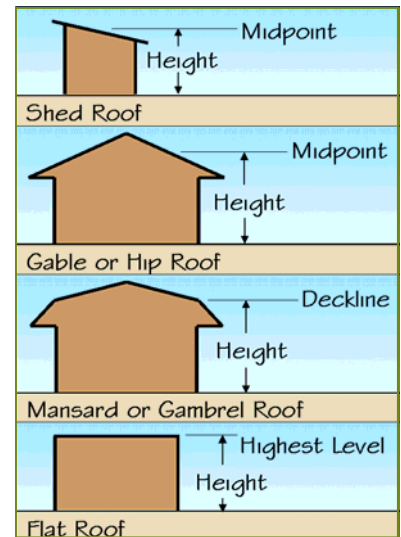 Midpoint
Height
Shed Roof
Midpoint
Height
Gable or Hip Roof
Deckline
Height
Mansard or Gambrel Roof
Highest Level
Height
Flat Roof